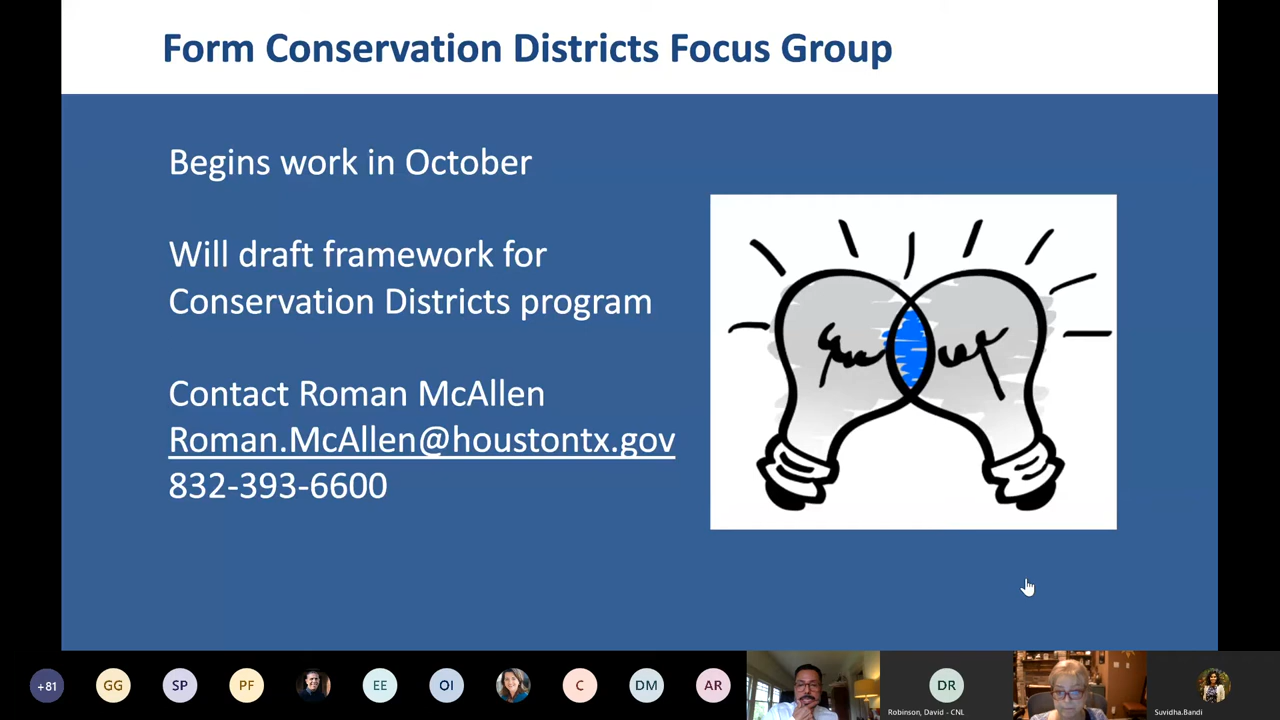 Form Conservation Districts Focus Group
Begins work in October
Will draft framework for
Conservation Districts program
Contact Roman McAllen
Roman.McAllen@houstontx.gov
832-393-6600
+81
GG
SP
PF
EE
OI
C
DM
AR
DR
Robinson, David - CNL
Suvidha.Bandi